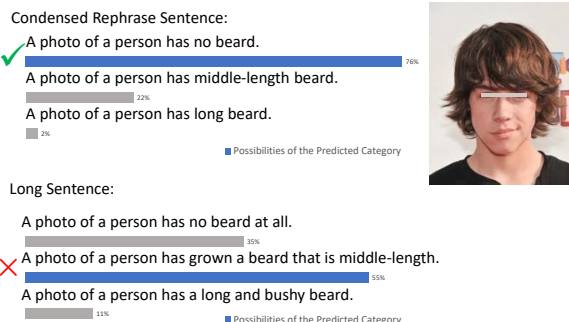 Condensed Rephrase Sentence:
A photo of a person has no beard.
76%
A photo of a person has middle-length beard.
22%
A photo of a person has long beard.
2%
Possibilities of the Predicted Category
Long Sentence:
A photo of a person has no beard at all.
35%
A photo of a person has grown a beard that is middle-length.
55%
A photo of a person has a long and bushy beard.
11%
Possibilities of the Predicted Category